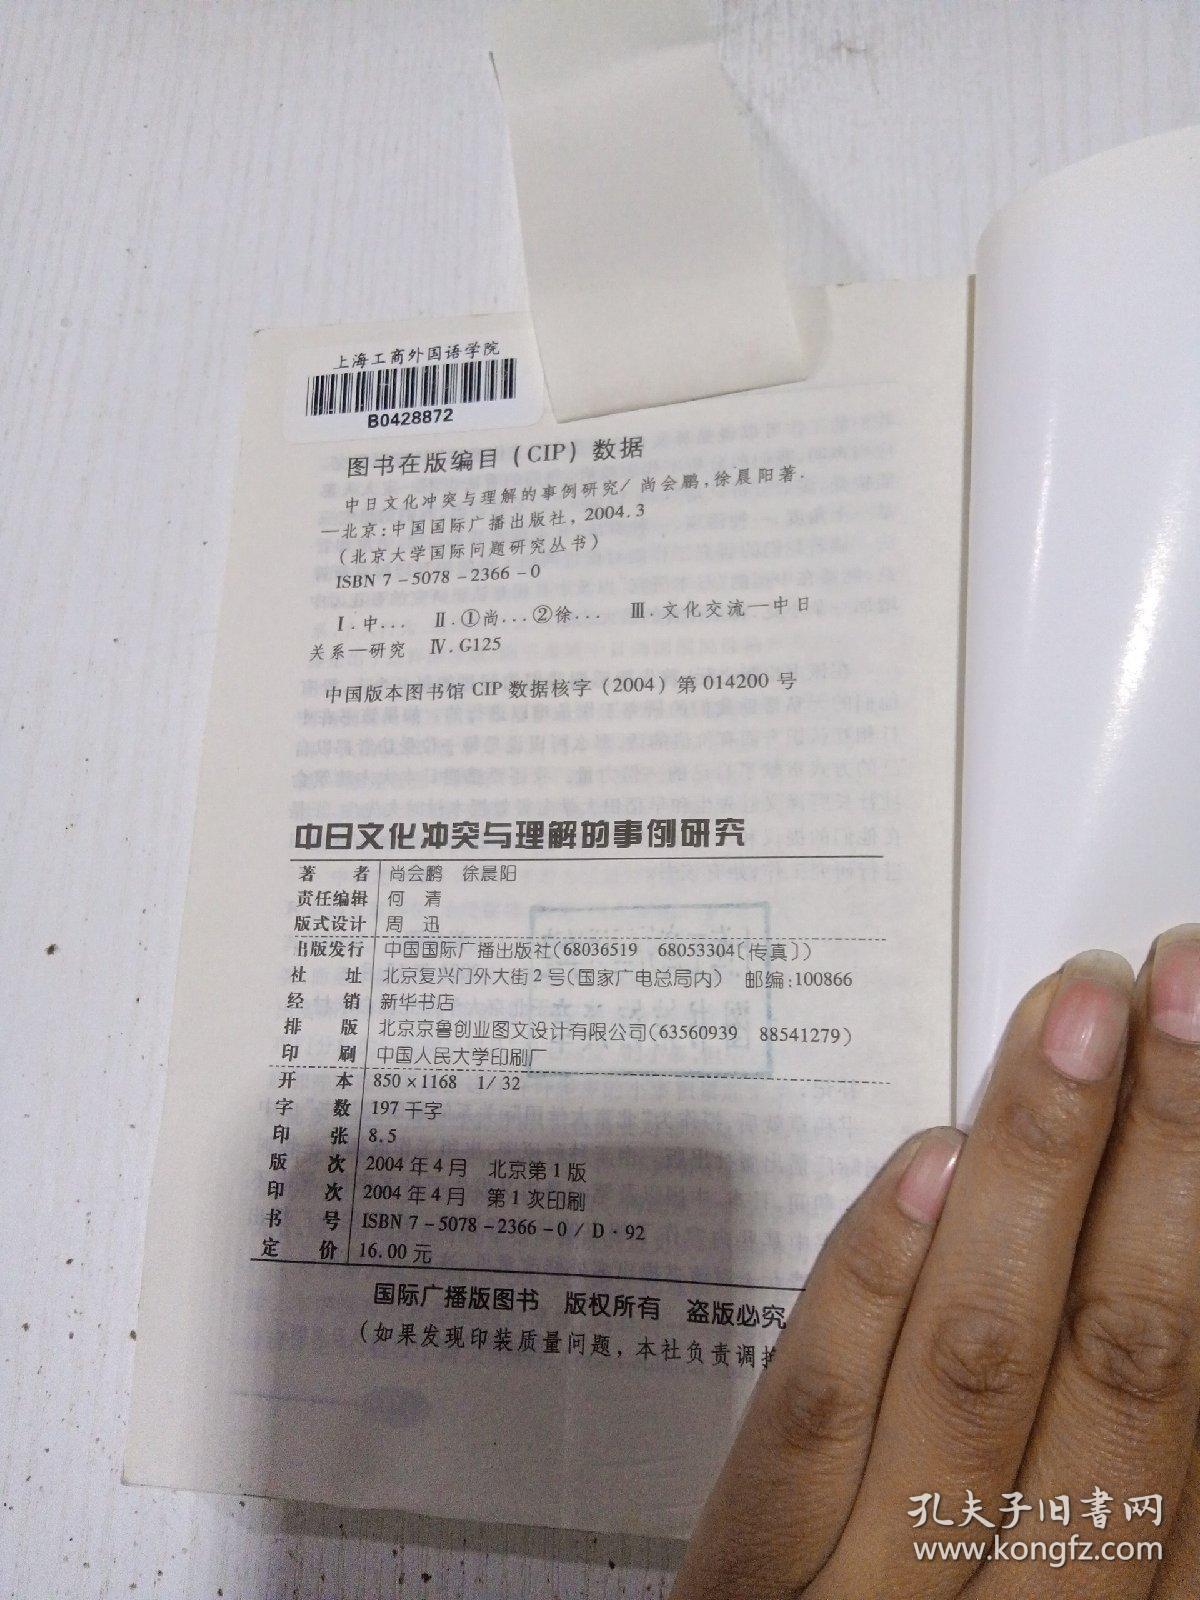 上海工商外国语学院
B0428872
图书在版编目（CIP）数据
中日文化冲突与理解的事例研究/ 尚会鹏,徐晨阳著.
—北京:中国国际广播出版社, 2004.3
（北京大学国际问题研究丛书）
ISBN 7-5078-2366-0
Ⅰ.中... Ⅱ.①尚...②徐... Ⅲ.文化交流—中日
关系—研究 Ⅳ.G125
中国版本图书馆CIP数据核字（2004）第014200号
中日文化冲突与理解的事例研究
著 者 尚会鹏 徐晨阳
责任编辑 何 清
版式设计 周 迅
出版发行 中国国际广播出版社(68036519 68053304〔传真〕)
社 址 北京复兴门外大街2号(国家广电总局内) 邮编:100866
经 销 新华书店
排 版 北京京鲁创业图文设计有限公司(63560939 88541279)
印 刷 中国人民大学印刷厂
开 本 850×1168 1/32
字 数 197千字
印 张 8.5
版 次 2004年4月 北京第1版
印 次 2004年4月 第1次印刷
书 号 ISBN 7-5078-2366-0/D·92
定 价 16.00元
国际广播版图书 版权所有 盗版必究
（如果发现印装质量问题，本社负责调
孔夫子旧书网
www.kongfz.com